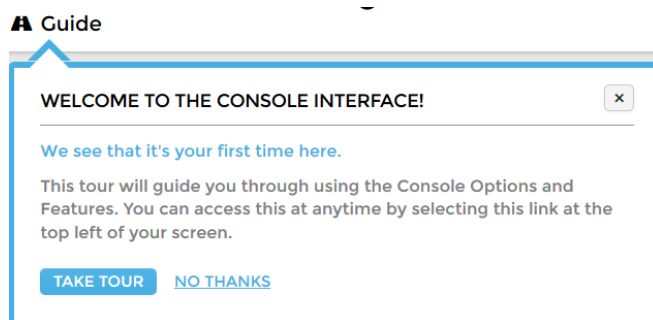 Guide
WELCOME TO THE CONSOLE INTERFACE!
×
We see that it's your first time here.
This tour will guide you through using the Console Options and
Features. You can access this at anytime by selecting this link at the
top left of your screen.
TAKE TOUR NO THANKS